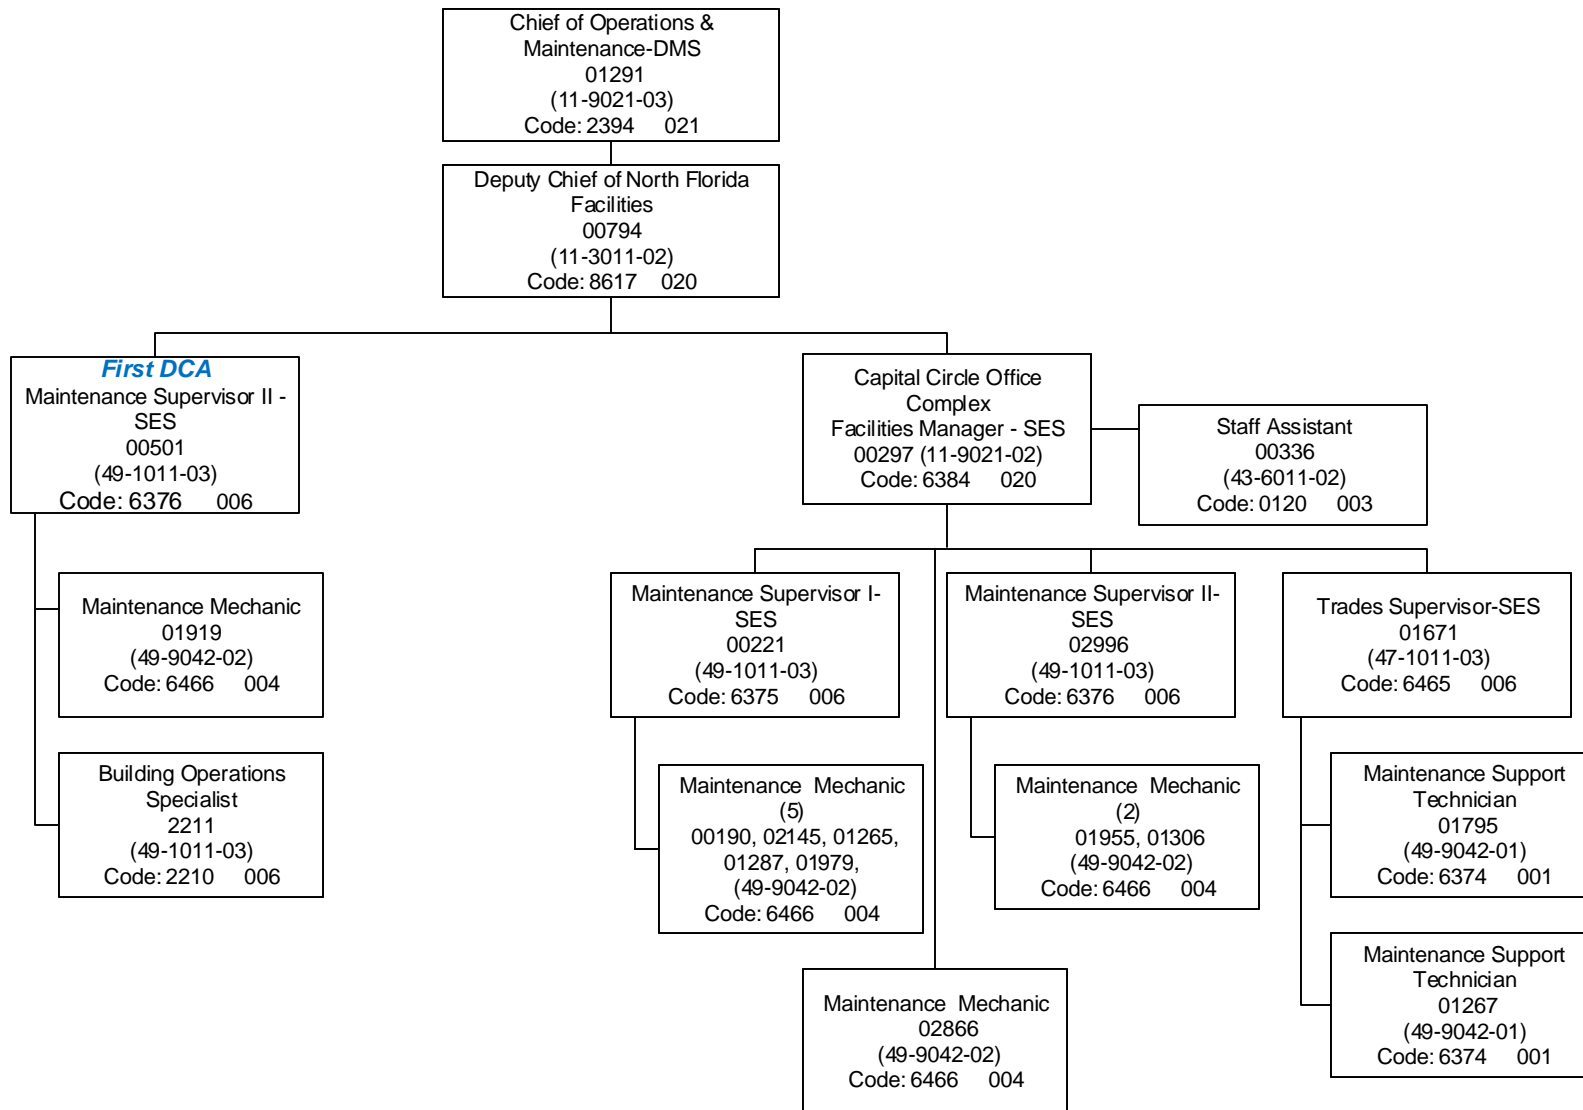 Chief of Operations &
Maintenance-DMS
01291
(11-9021-03)
Code: 2394 021
Deputy Chief of North Florida
Facilities
00794
(11-3011-02)
Code: 8617 020
First DCA
Maintenance Supervisor II -
SES
00501
(49-1011-03)
Code: 6376 006
Capital Circle Office
Complex
Facilities Manager - SES
00297 (11-9021-02)
Code: 6384 020
Staff Assistant
00336
(43-6011-02)
Code: 0120 003
Maintenance Mechanic
01919
(49-9042-02)
Code: 6466 004
Building Operations
Specialist
2211
(49-1011-03)
Code: 2210 006
Maintenance Supervisor I-
SES
00221
(49-1011-03)
Code: 6375 006
Maintenance Supervisor II-
SES
02996
(49-1011-03)
Code: 6376 006
Trades Supervisor-SES
01671
(47-1011-03)
Code: 6465 006
Maintenance Mechanic
(5)
00190, 02145, 01265,
01287, 01979,
(49-9042-02)
Code: 6466 004
Maintenance Mechanic
(2)
01955, 01306
(49-9042-02)
Code: 6466 004
Maintenance Support
Technician
01795
(49-9042-01)
Code: 6374 001
Maintenance Mechanic
02866
(49-9042-02)
Code: 6466 004
Maintenance Support
Technician
01267
(49-9042-01)
Code: 6374 001